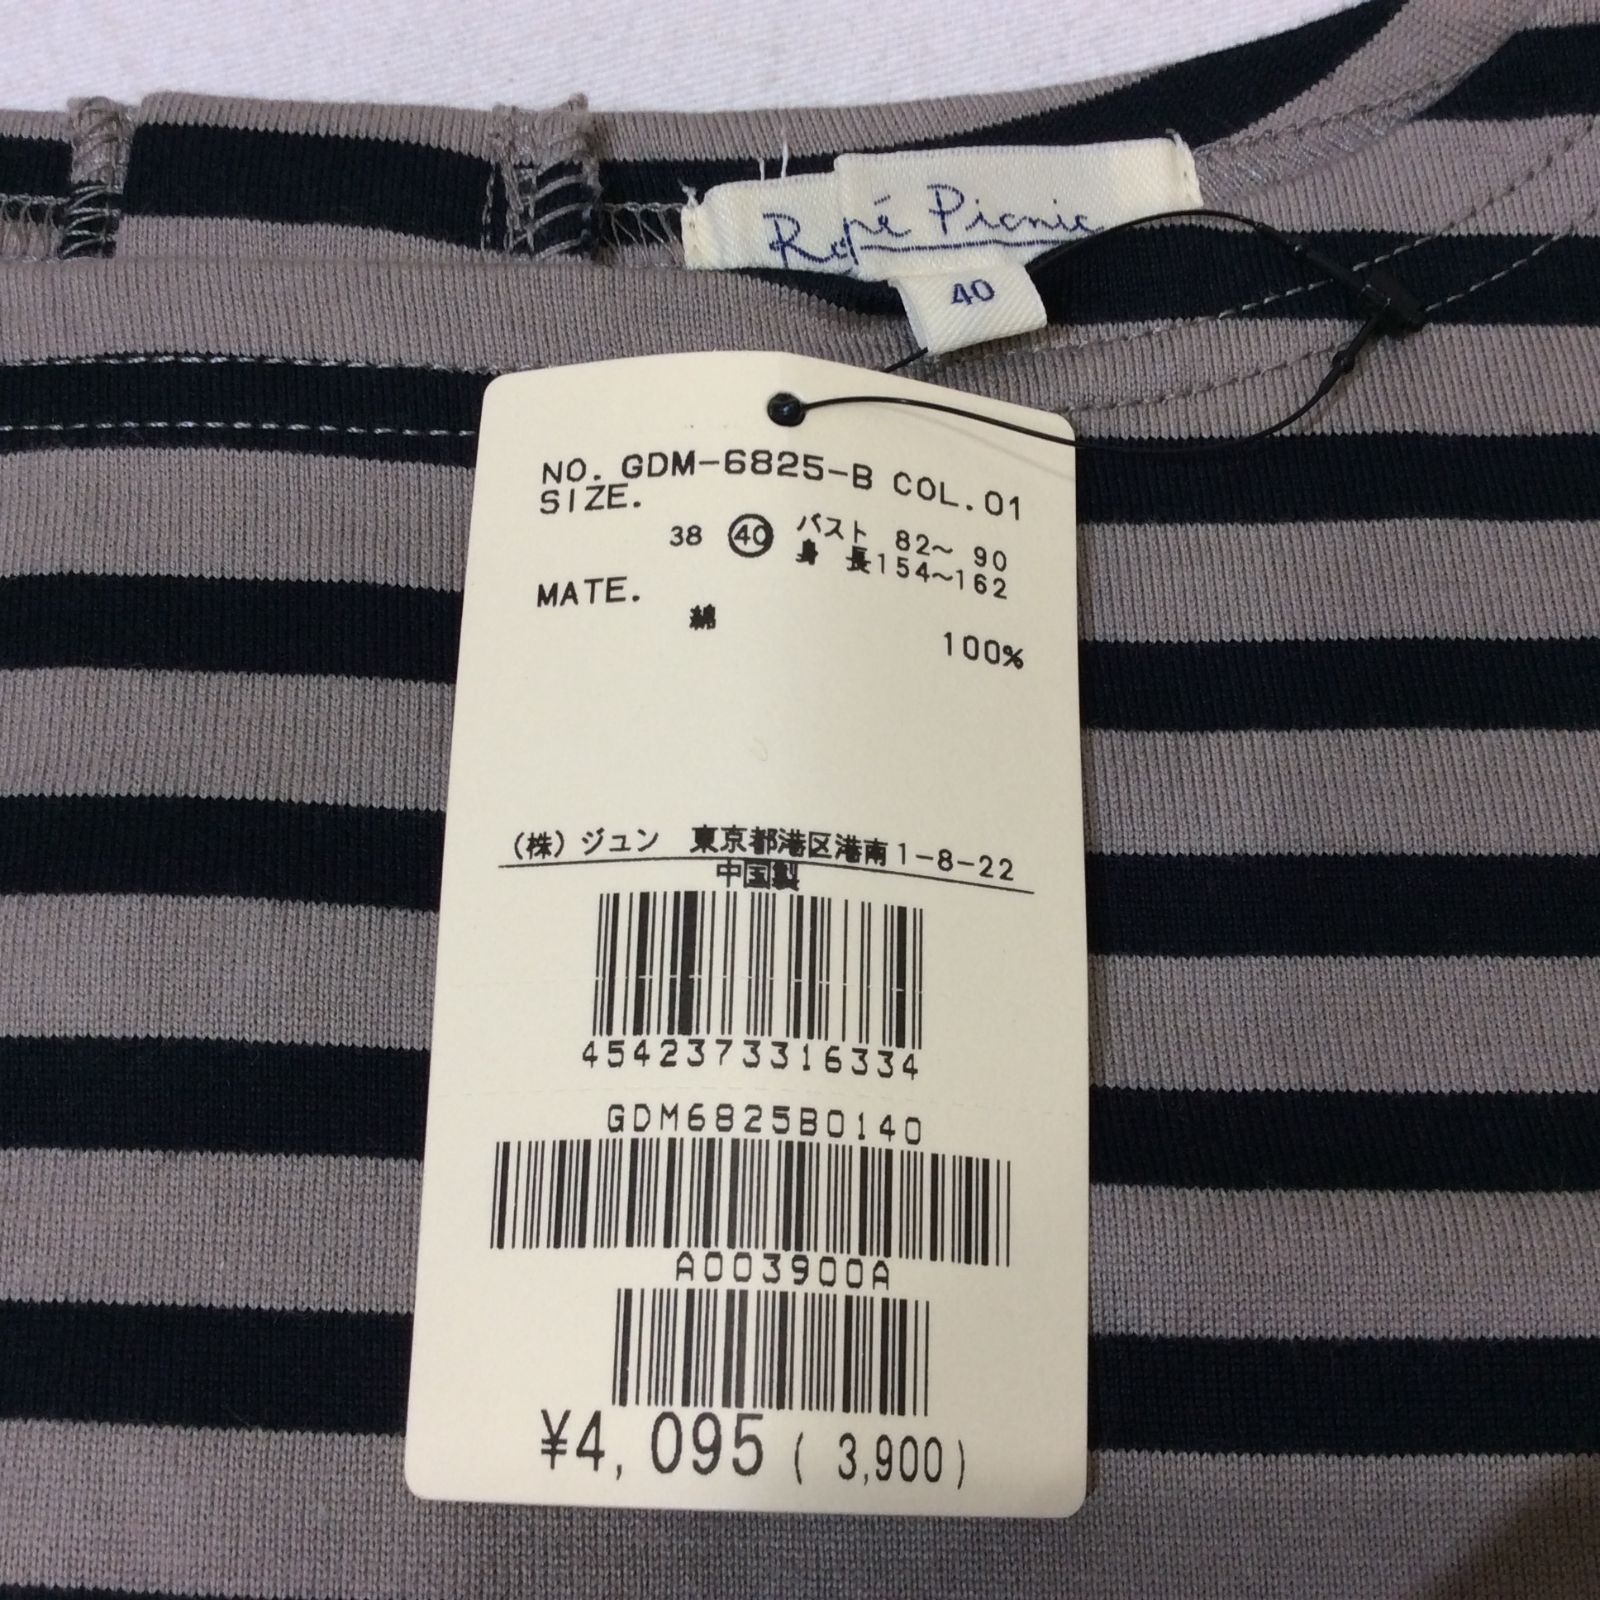 Ropé Picnic
40
NO. GDM-6825-B COL.01
SIZE.
38 40 バスト 82～ 90
身 長154～162
MATE.
綿
100%
(株)ジュン 東京都港区港南1-8-22
中国製
4542373316334
GDM6825B0140
A003900A
¥4,095 ( 3,900)